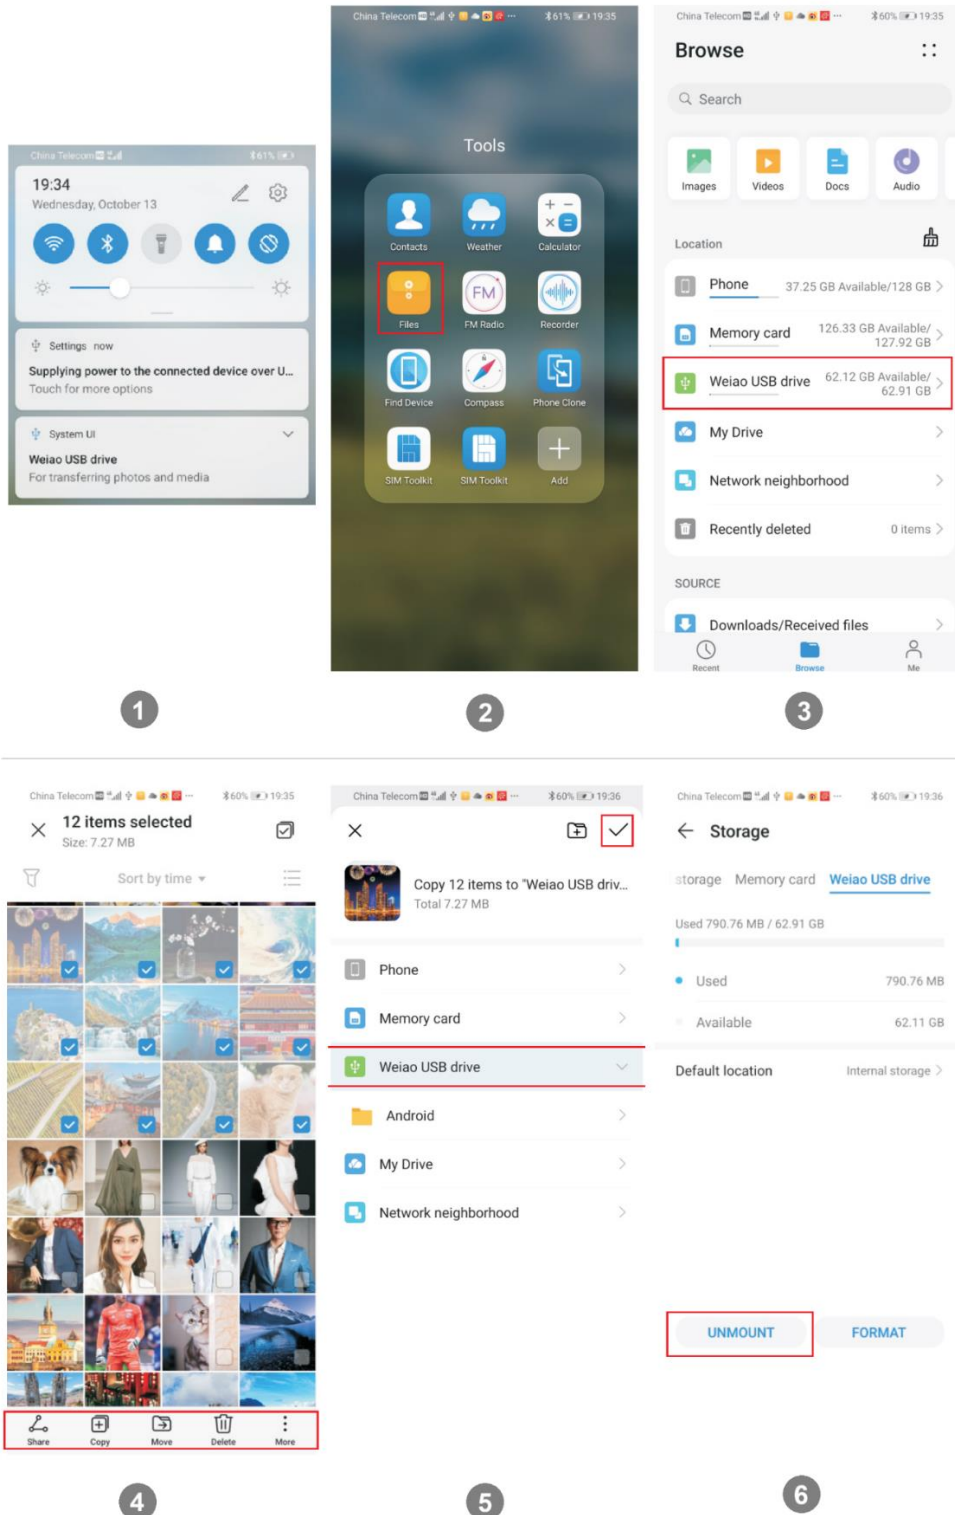 China Telecom
61%
19:34
Wednesday, October 13
Settings now
Supplying power to the connected device over U...
Touch for more options
System UI
Weiao USB drive
For transferring photos and media
1
China Telecom
61% 19:35
Tools
Contacts
Weather
Calculator
Files
FM
FM Radio
Recorder
Find Device
Compass
Phone Clone
SIM Toolkit
SIM Toolkit
Add
2
China Telecom
60% 19:35
Browse
Search
Images
Videos
Docs
Audio
Location
Phone
37.25 GB Available/128 GB
Memory card
126.33 GB Available/
127.92 GB
Weiao USB drive
62.12 GB Available/
62.91 GB
My Drive
Network neighborhood
Recently deleted
0 items
SOURCE
Downloads/Received files
Recent
Browse
Me
3
China Telecom
60% 19:35
12 items selected
Size: 7.27 MB
Sort by time
Share
Copy
Move
Delete
More
4
China Telecom
60% 19:36
Copy 12 items to "Weiao USB driv...
Total 7.27 MB
Phone
Memory card
Weiao USB drive
Android
My Drive
Network neighborhood
5
China Telecom
60% 19:36
Storage
storage
Memory card
Weiao USB drive
Used 790.76 MB / 62.91 GB
Used
790.76 MB
Available
62.11 GB
Default location
Internal storage
UNMOUNT
FORMAT
6